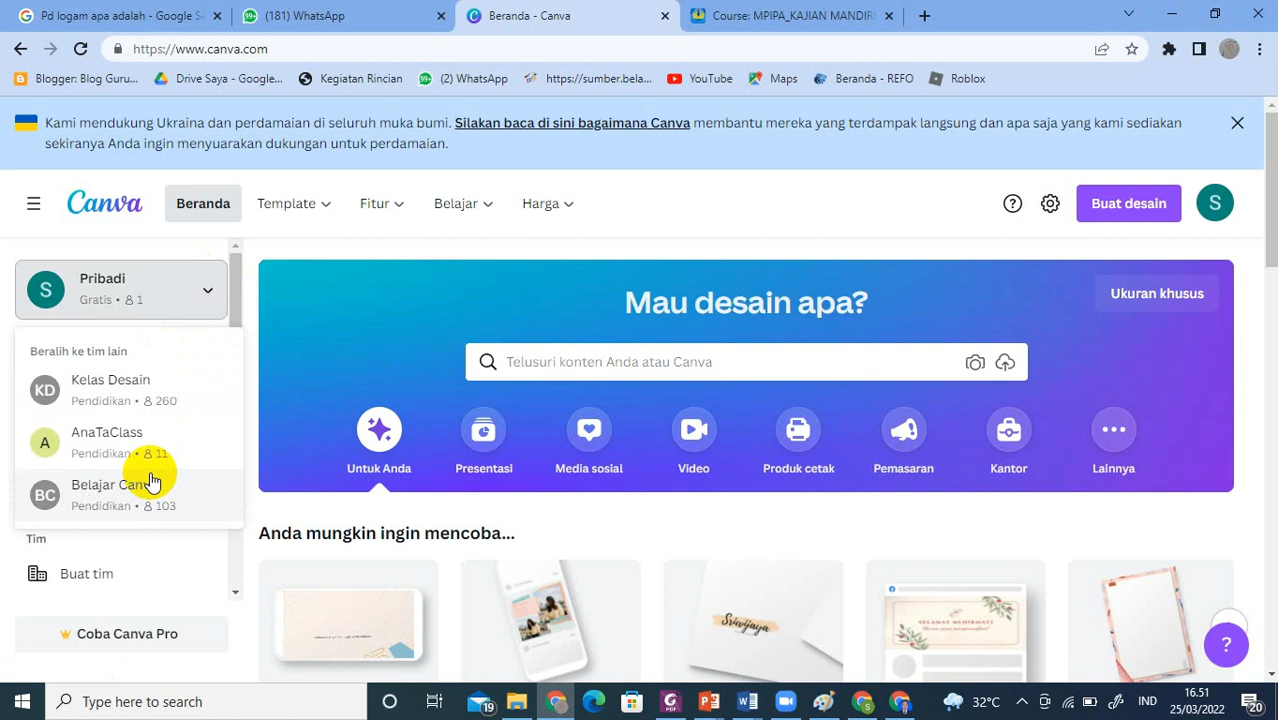 Pd logam apa adalah - Google S
(181) WhatsApp
Beranda - Canva
Course: MPIPA_KAJIAN MANDIRI
https://www.canva.com
Blogger: Blog Guru...
Drive Saya - Google...
Kegiatan Rincian
99+ (2) WhatsApp
https://sumber.bela...
YouTube
Maps
Beranda - REFO
Roblox
Kami mendukung Ukraina dan perdamaian di seluruh muka bumi. Silakan baca di sini bagaimana Canva membantu mereka yang terdampak langsung dan apa saja yang kami sediakan
sekiranya Anda ingin menyuarakan dukungan untuk perdamaian.
Canva
Beranda
Template
Fitur
Belajar
Harga
Buat desain
S
S
Pribadi
Gratis • 1
Beralih ke tim lain
KD
Kelas Desain
Pendidikan • 260
A
AnaTaClass
Pendidikan • 11
BC
Belajar Canva
Pendidikan • 103
Tim
Buat tim
Coba Canva Pro
Mau desain apa?
Ukuran khusus
Telusuri konten Anda atau Canva
Untuk Anda
Presentasi
Media sosial
Video
Produk cetak
Pemasaran
Kantor
Lainnya
Anda mungkin ingin mencoba...
Sriwijaya
SELAMAT MENIKMATI
?
Type here to search
19
32°C
IND
16.51
25/03/2022
20